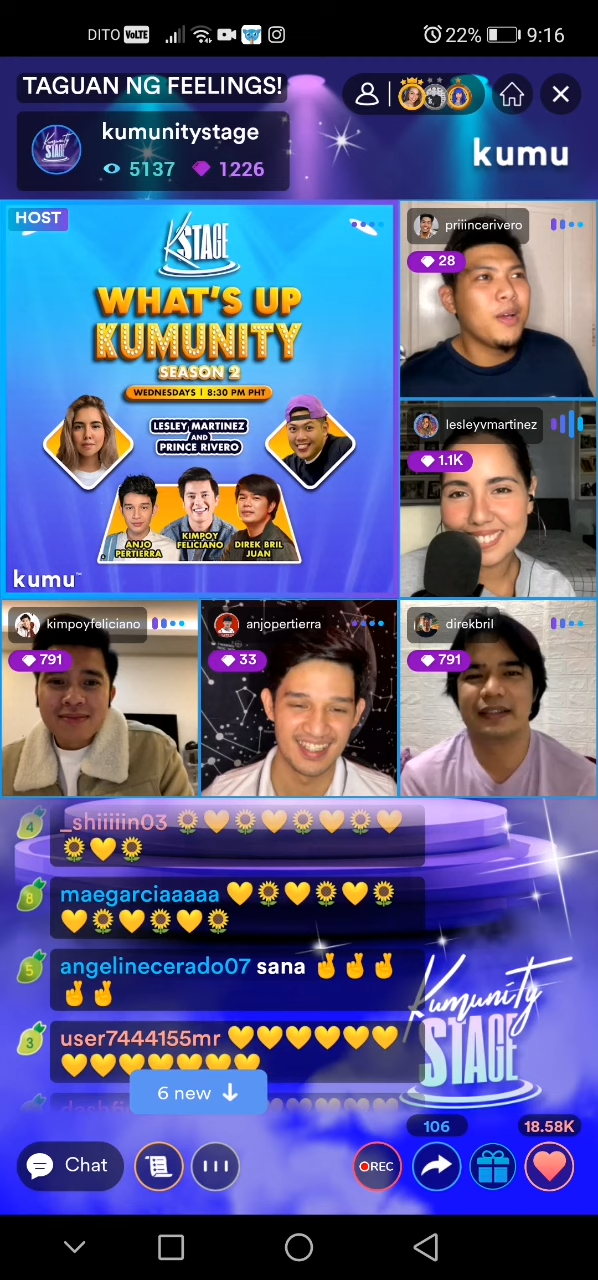 DITO VoLTE 22% 9:16
TAGUAN NG FEELINGS!
kumunitystage
5137 1226
kumu
HOST
KSTAGE
WHAT'S UP
KUMUNITY
SEASON 2
WEDNESDAYS | 8:30 PM PHT
LESLEY MARTINEZ
AND
PRINCE RIVERO
ANJO
PERTIERRA
KIMPOY
FELICIANO
DIREK BRIL
JUAN
kumu™
priiincerivero
28
lesleyvmartinez
1.1K
kimpoyfeliciano
791
anjopertierra
33
direkbril
791
4 _shiiiiin03 🌻💛🌻💛🌻💛🌻💛
🌻💛🌻
8 maegarciaaaaa 💛🌻💛🌻💛🌻
💛🌻💛🌻💛🌻
5 angelinecerado07 sana 🤞🤞🤞
🤞🤞
3 user7444155mr 💛💛💛💛💛💛
💛💛💛💛💛💛💛
6 new ↓
Kumunity
STAGE
106 18.58K
Chat
REC